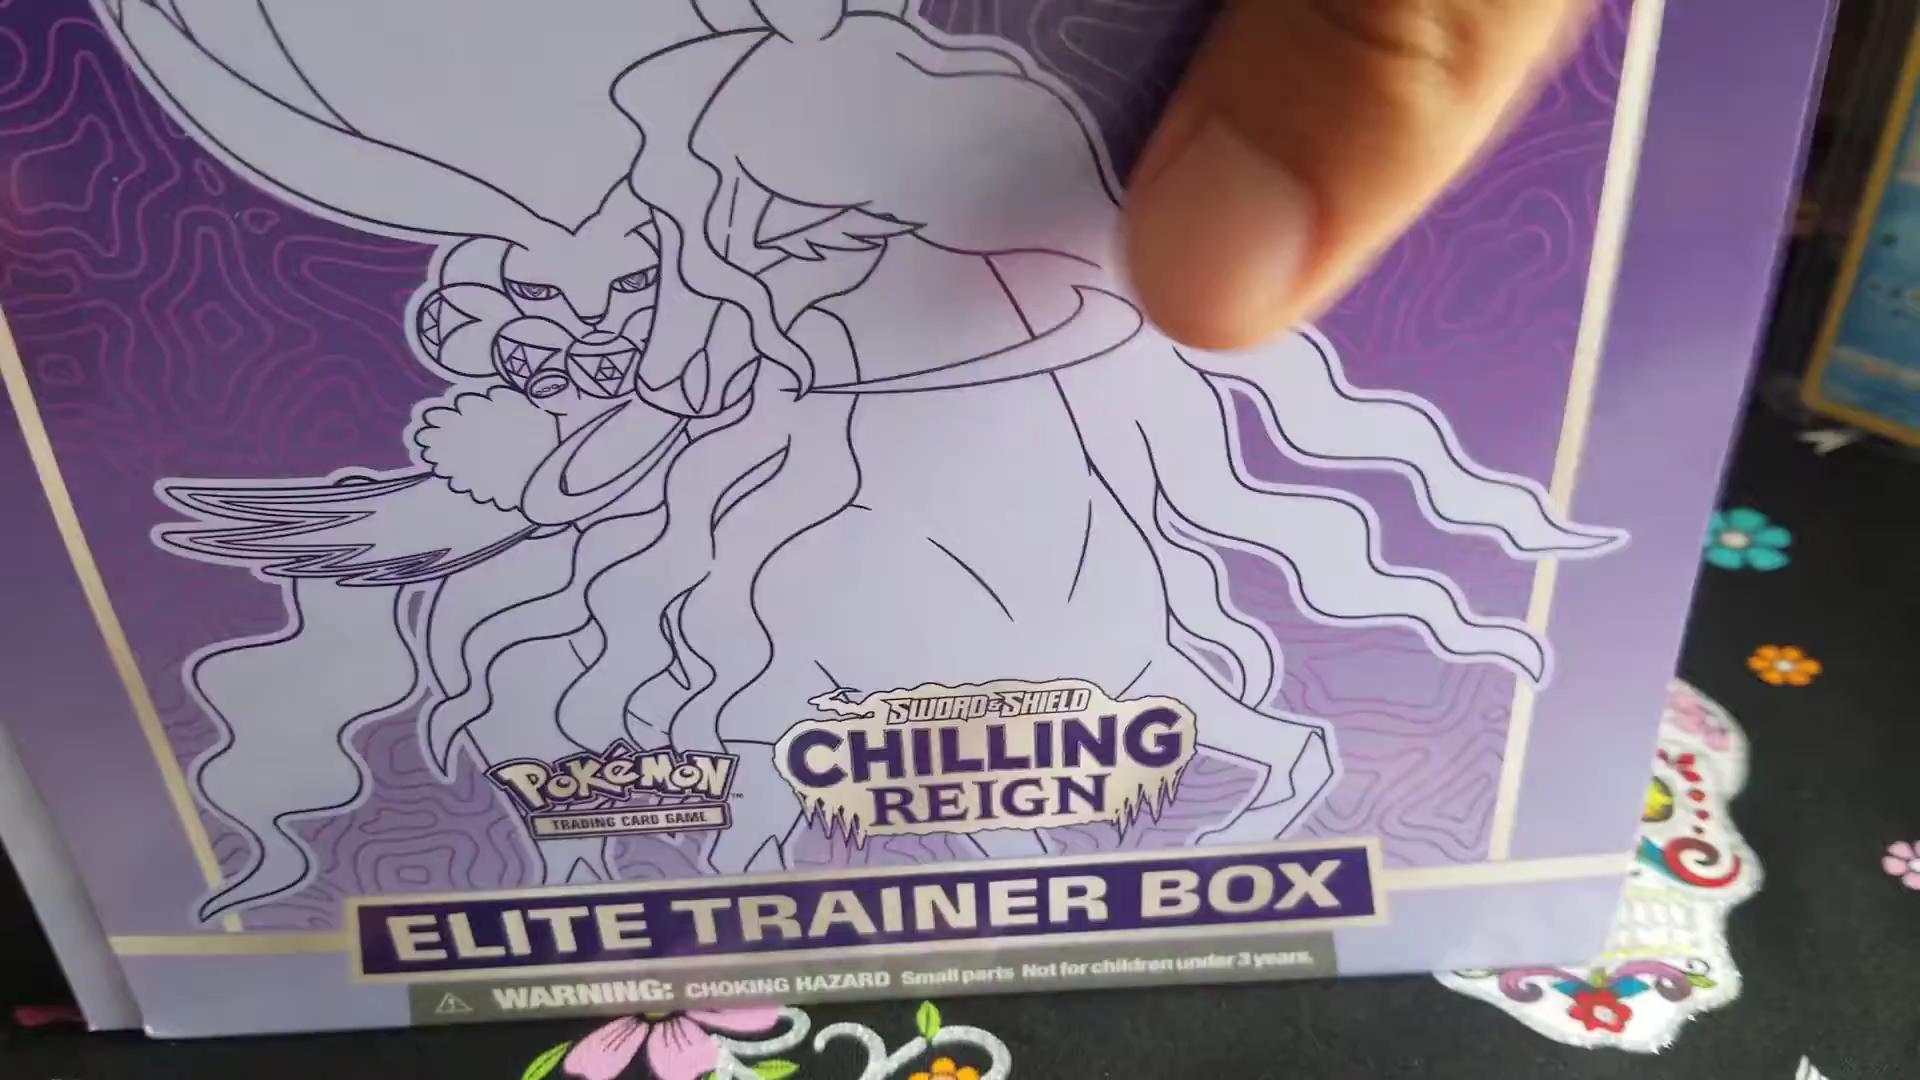 SWORD & SHIELD
CHILLING
REIGN
POKéMON™
TRADING CARD GAME
ELITE TRAINER BOX
WARNING: CHOKING HAZARD Small parts Not for children under 3 years.